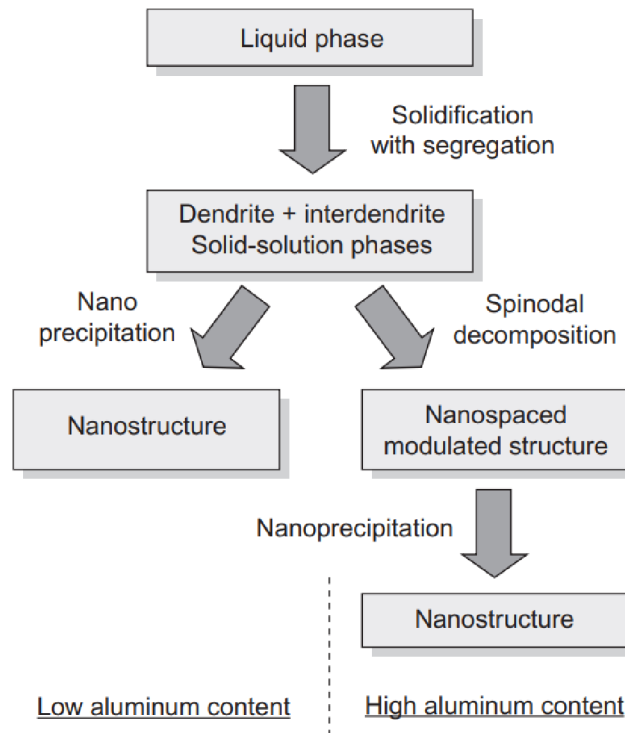 Liquid phase
Solidification
with segregation
Dendrite + interdendrite
Solid-solution phases
Nano
precipitation
Spinodal
decomposition
Nanostructure
Nanospaced
modulated structure
Nanoprecipitation
Nanostructure
Low aluminum content
High aluminum content